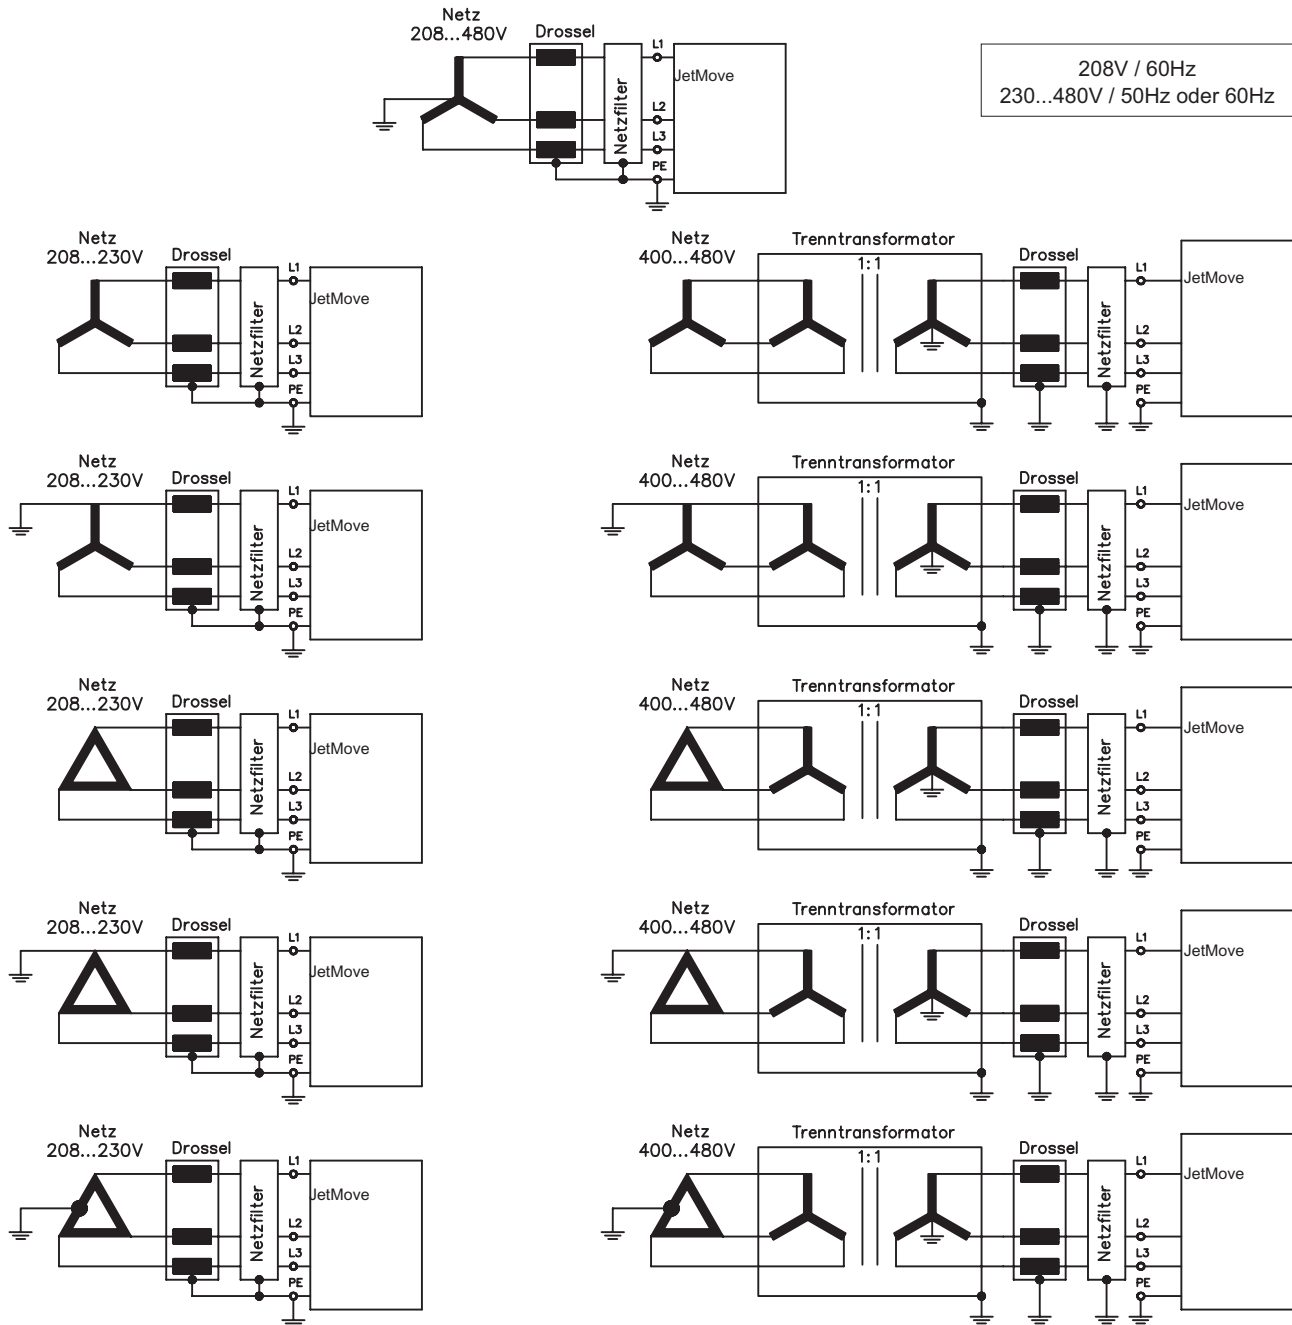 Netz
208...480V
Drossel
L1
JetMove
L2
L3
PE
Netzfilter
208V / 60Hz
230...480V / 50Hz oder 60Hz
Netz
208...230V
Drossel
L1
JetMove
L2
L3
PE
Netzfilter
Netz
400...480V
Trenntransformator
1:1
Drossel
L1
JetMove
L2
L3
PE
Netzfilter
Netz
208...230V
Drossel
L1
JetMove
L2
L3
PE
Netzfilter
Netz
400...480V
Trenntransformator
1:1
Drossel
L1
JetMove
L2
L3
PE
Netzfilter
Netz
208...230V
Drossel
L1
JetMove
L2
L3
PE
Netzfilter
Netz
400...480V
Trenntransformator
1:1
Drossel
L1
JetMove
L2
L3
PE
Netzfilter
Netz
208...230V
Drossel
L1
JetMove
L2
L3
PE
Netzfilter
Netz
400...480V
Trenntransformator
1:1
Drossel
L1
JetMove
L2
L3
PE
Netzfilter
Netz
208...230V
Drossel
L1
JetMove
L2
L3
PE
Netzfilter
Netz
400...480V
Trenntransformator
1:1
Drossel
L1
JetMove
L2
L3
PE
Netzfilter